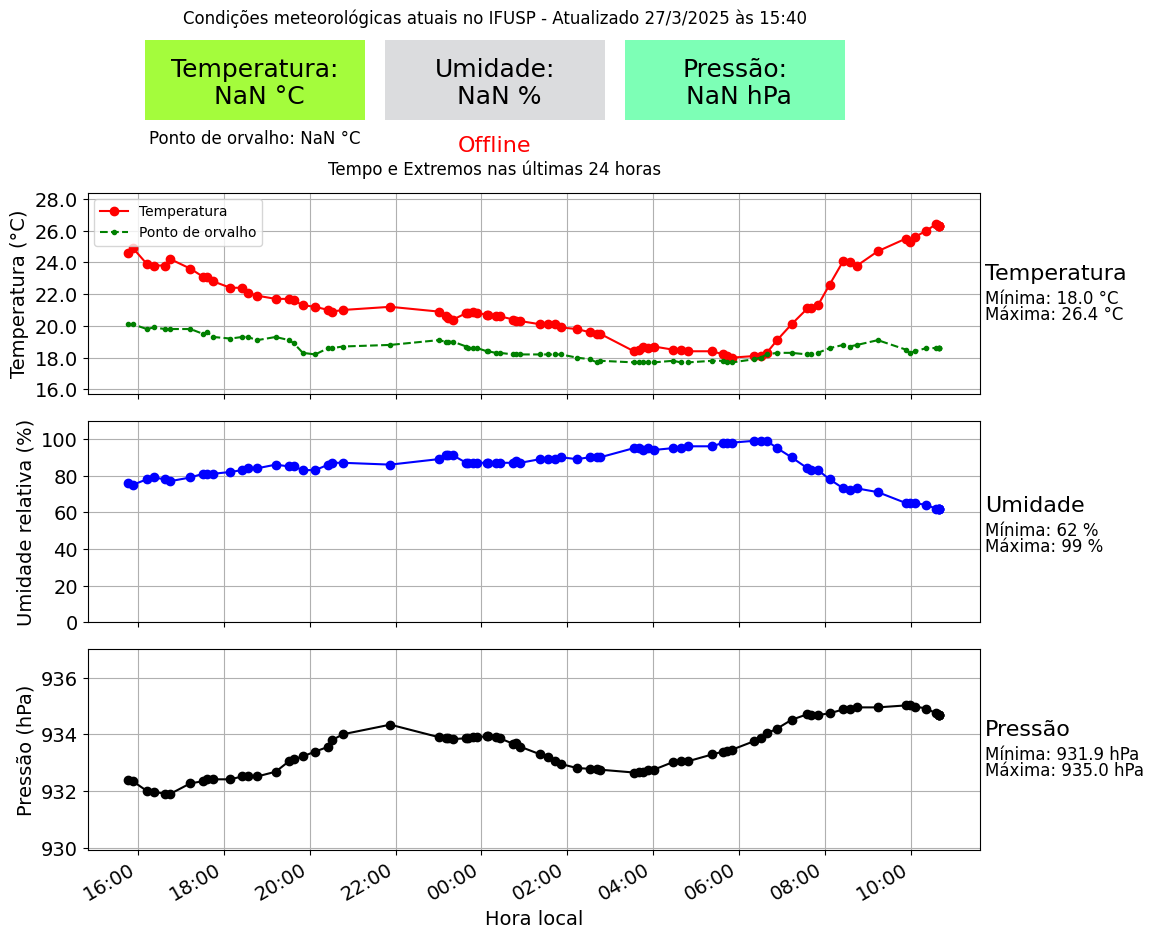 Condições meteorológicas atuais no IFUSP - Atualizado 27/3/2025 às 15:40
Temperatura:
NaN °C
Umidade:
NaN %
Pressão:
NaN hPa
Ponto de orvalho: NaN °C
Offline
Tempo e Extremos nas últimas 24 horas
Temperatura (°C)
28.0
26.0
24.0
22.0
20.0
18.0
16.0
Temperatura
Ponto de orvalho
Temperatura
Mínima: 18.0 °C
Máxima: 26.4 °C
Umidade relativa (%)
100
80
60
40
20
0
Umidade
Mínima: 62 %
Máxima: 99 %
Pressão (hPa)
936
934
932
930
Pressão
Mínima: 931.9 hPa
Máxima: 935.0 hPa
16:00
18:00
20:00
22:00
00:00
02:00
04:00
06:00
08:00
10:00
Hora local